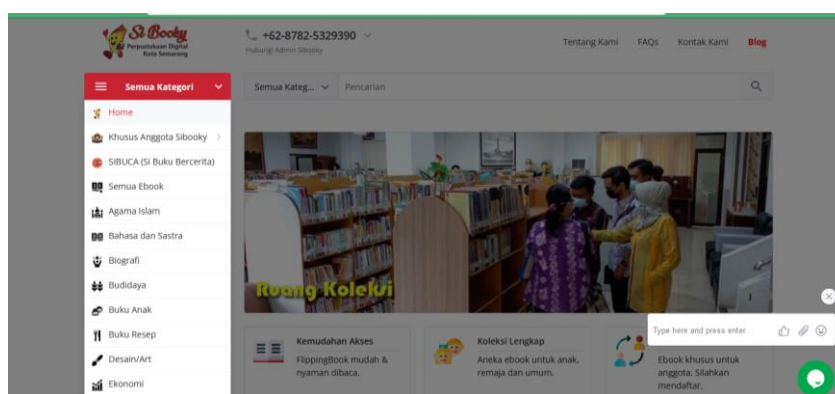 Si Booky
Perpustakaan Digital
Kota Semarang
+62-8782-5329390
Hubungi Admin Sibooky
Tentang Kami
FAQs
Kontak Kami
Blog
Semua Kategori
Semua Kateg...
Pencarian
Home
Khusus Anggota Sibooky
SIBUCA (Si Buku Bercerita)
Semua Ebook
Agama Islam
Bahasa dan Sastra
Biografi
Budidaya
Buku Anak
Buku Resep
Desain/Art
Ekonomi
Ruang Koleksi
Kemudahan Akses
FlippingBook mudah &
nyaman dibaca.
Koleksi Lengkap
Aneka ebook untuk anak,
remaja dan umum.
Ebook khusus untuk
anggota. Silahkan
mendaftar.
Type here and press enter..